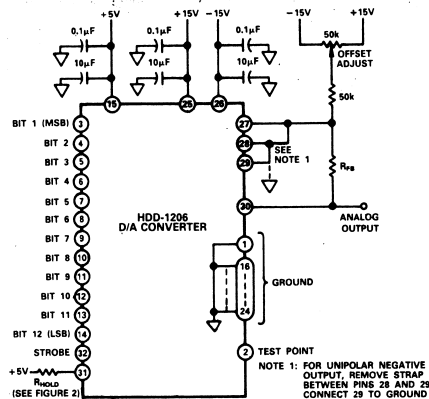 +5V
+15V
-15V
-15V
+15V
0.1μF
0.1μF
0.1μF
50k
OFFSET
ADJUST
10μF
10μF
10μF
50k
15
25
26
BIT 1 (MSB) 3
27
BIT 2 4
28
SEE
NOTE 1
BIT 3 5
29
BIT 4 6
RFB
BIT 5 7
BIT 6 8
HDD-1206
D/A CONVERTER
30
ANALOG
OUTPUT
BIT 7 9
BIT 8 10
1
BIT 9 11
16
GROUND
BIT 10 12
BIT 11 13
24
BIT 12 (LSB) 14
STROBE 32
2 TEST POINT
+5V
RHOLD
31
(SEE FIGURE 2)
NOTE 1: FOR UNIPOLAR NEGATIVE
OUTPUT, REMOVE STRAP
BETWEEN PINS 28 AND 29
CONNECT 29 TO GROUND